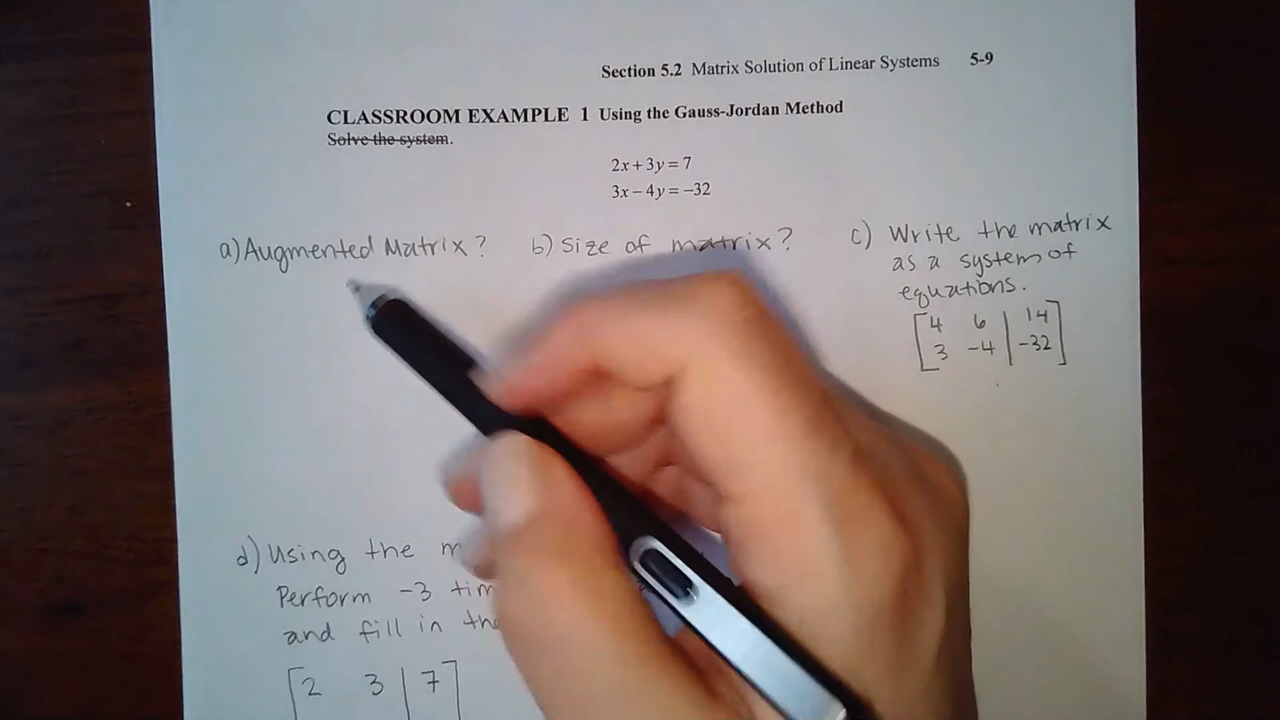 Section 5.2 Matrix Solution of Linear Systems 5-9
CLASSROOM EXAMPLE 1 Using the Gauss-Jordan Method
Solve the system.
2x + 3y = 7
3x – 4y = –32
a) Augmented Matrix?
b) Size of matrix?
c) Write the matrix
as a system of
equations.
4 6 | 14
3 -4 | -32
d) Using the
Perform -3
and fill in
2 3 | 7